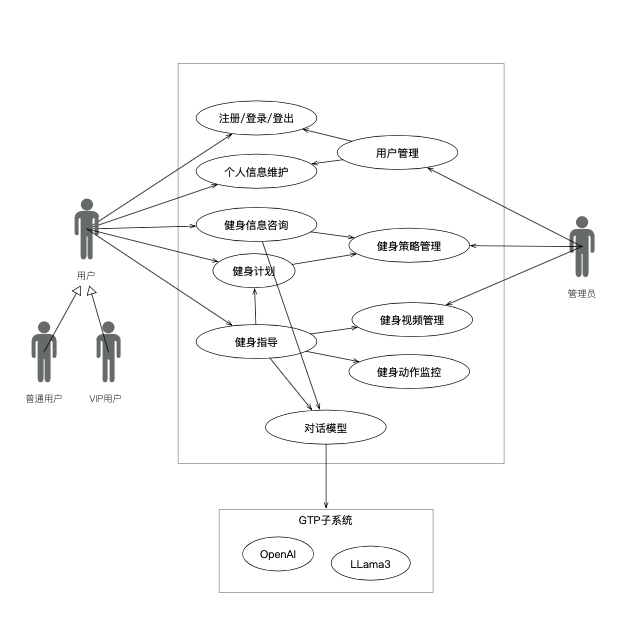 注册/登录/登出
用户管理
个人信息维护
健身信息咨询
健身策略管理
用户
健身计划
管理员
健身视频管理
健身指导
健身动作监控
普通用户
VIP用户
对话模型
GTP子系统
OpenAI
LLama3